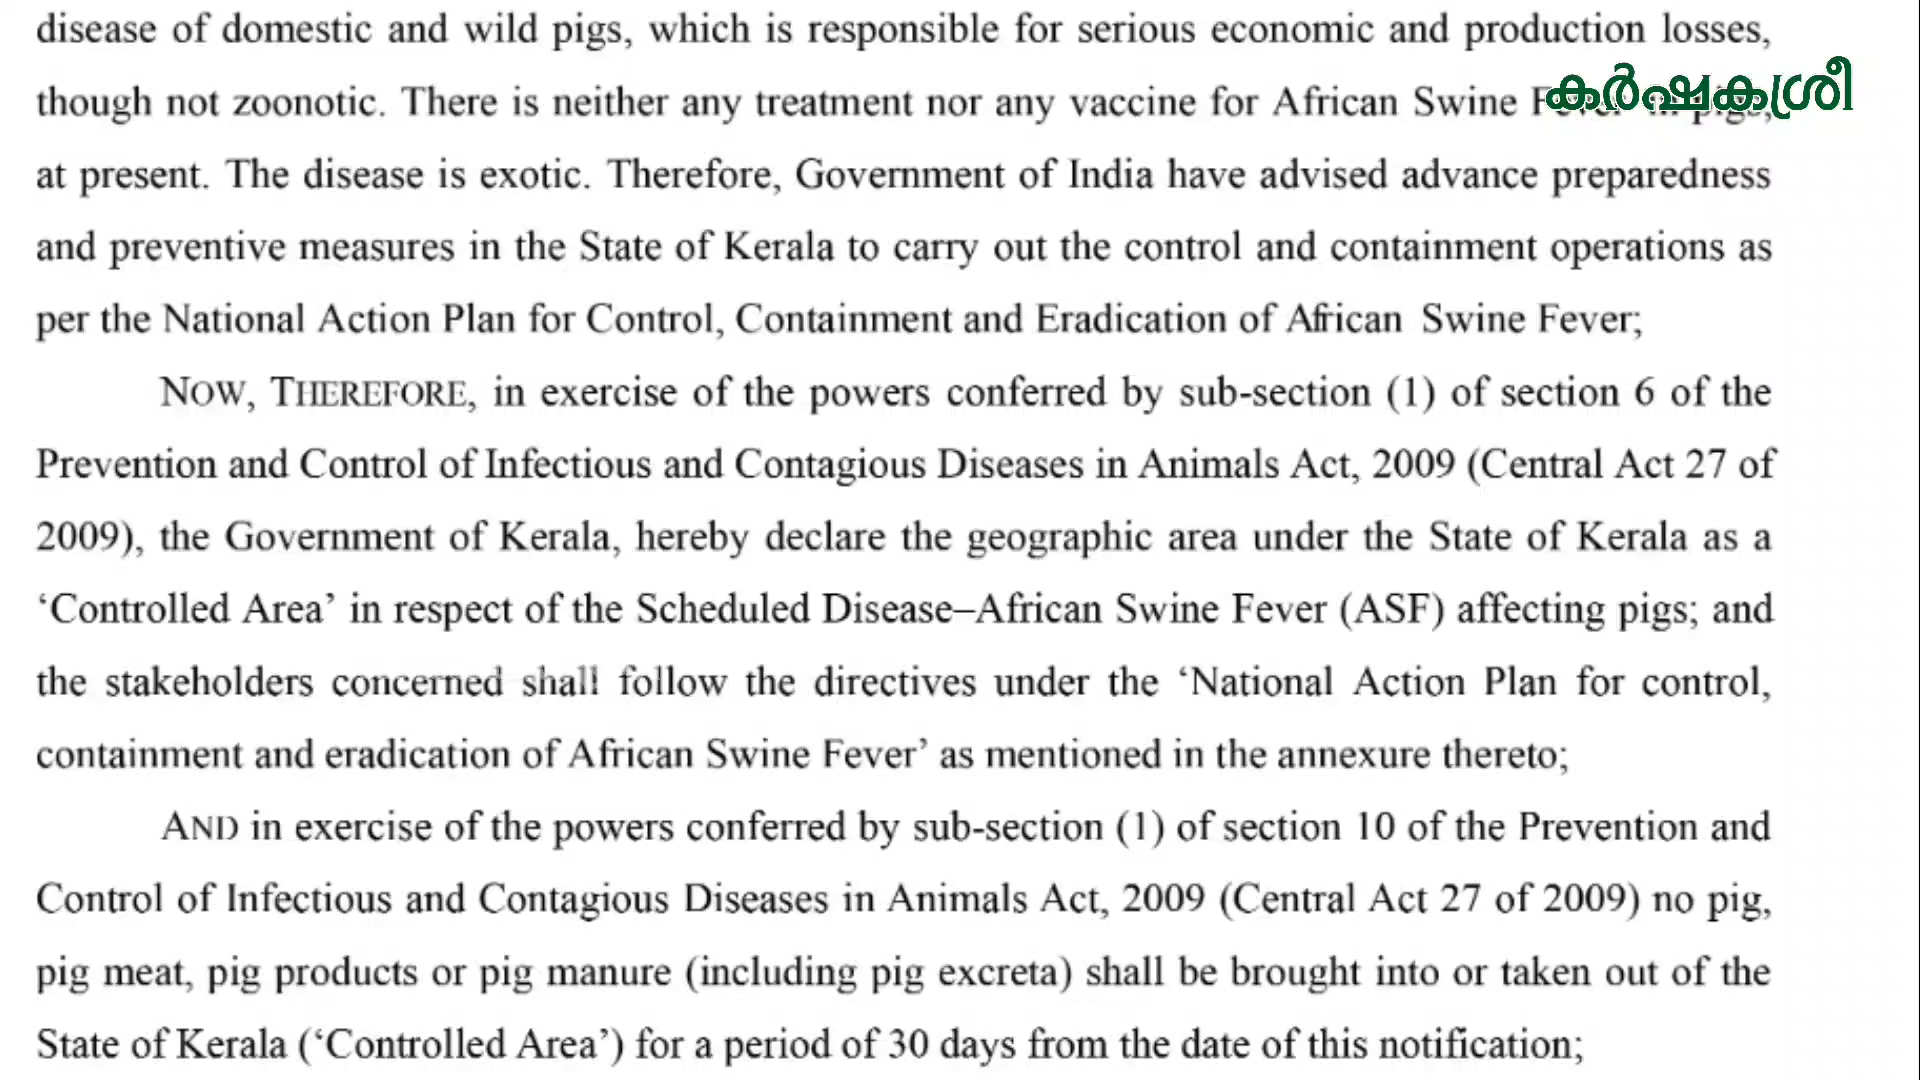 disease of domestic and wild pigs, which is responsible for serious economic and production losses,
കർഷകശ്രീ
though not zoonotic. There is neither any treatment nor any vaccine for African Swine Fever in pigs,
at present. The disease is exotic. Therefore, Government of India have advised advance preparedness
and preventive measures in the State of Kerala to carry out the control and containment operations as
per the National Action Plan for Control, Containment and Eradication of African Swine Fever;
NOW, THEREFORE, in exercise of the powers conferred by sub-section (1) of section 6 of the
Prevention and Control of Infectious and Contagious Diseases in Animals Act, 2009 (Central Act 27 of
2009), the Government of Kerala, hereby declare the geographic area under the State of Kerala as a
‘Controlled Area’ in respect of the Scheduled Disease–African Swine Fever (ASF) affecting pigs; and
the stakeholders concerned shall follow the directives under the ‘National Action Plan for control,
containment and eradication of African Swine Fever’ as mentioned in the annexure thereto;
AND in exercise of the powers conferred by sub-section (1) of section 10 of the Prevention and
Control of Infectious and Contagious Diseases in Animals Act, 2009 (Central Act 27 of 2009) no pig,
pig meat, pig products or pig manure (including pig excreta) shall be brought into or taken out of the
State of Kerala (‘Controlled Area’) for a period of 30 days from the date of this notification;